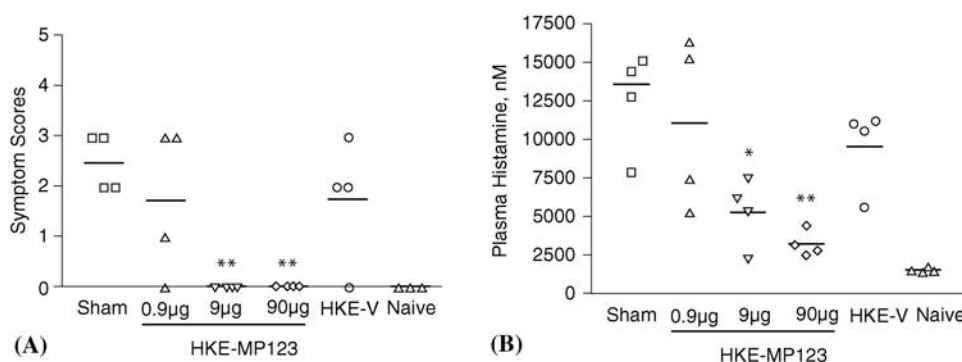 5
4
3
2
1
0
Symptom Scores
** **
Sham 0.9µg 9µg 90µg HKE-V Naive
HKE-MP123
(A)
17500
15000
12500
10000
7500
5000
2500
0
Plasma Histamine, nM
*
**
Sham 0.9µg 9µg 90µg HKE-V Naive
HKE-MP123
(B)